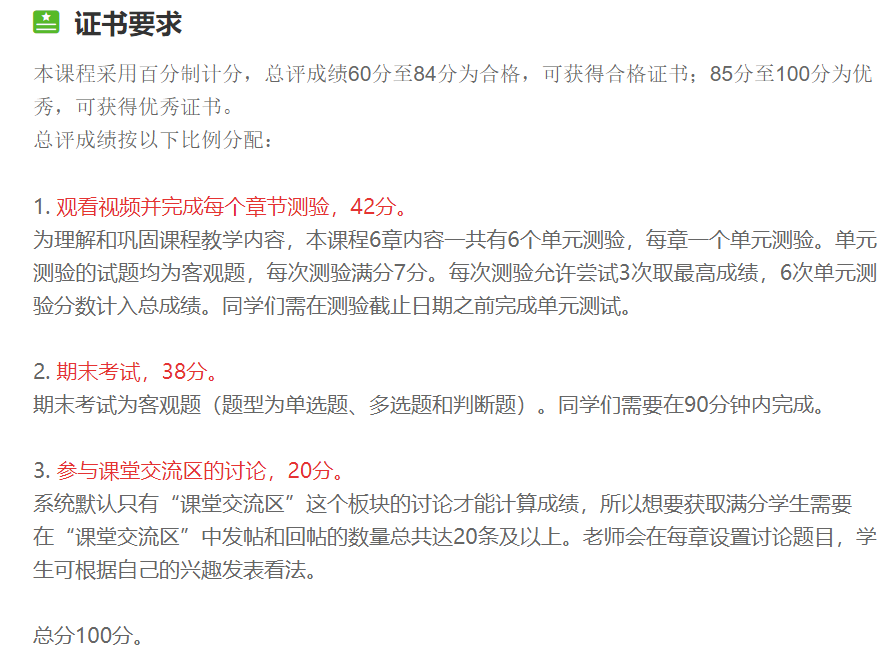 证书要求
本课程采用百分制计分，总评成绩60分至84分为合格，可获得合格证书；85分至100分为优
秀，可获得优秀证书。
总评成绩按以下比例分配：
1. 观看视频并完成每个章节测验，42分。
为理解和巩固课程教学内容，本课程6章内容一共有6个单元测验，每章一个单元测验。单元
测验的试题均为客观题，每次测验满分7分。每次测验允许尝试3次取最高成绩，6次单元测
验分数计入总成绩。同学们需在测验截止日期之前完成单元测试。
2. 期末考试，38分。
期末考试为客观题（题型为单选题、多选题和判断题）。同学们需要在90分钟内完成。
3. 参与课堂交流区的讨论，20分。
系统默认只有“课堂交流区”这个板块的讨论才能计算成绩，所以想要获取满分学生需要
在“课堂交流区”中发帖和回帖的数量总共达20条及以上。老师会在每章设置讨论题目，学
生可根据自己的兴趣发表看法。
总分100分。